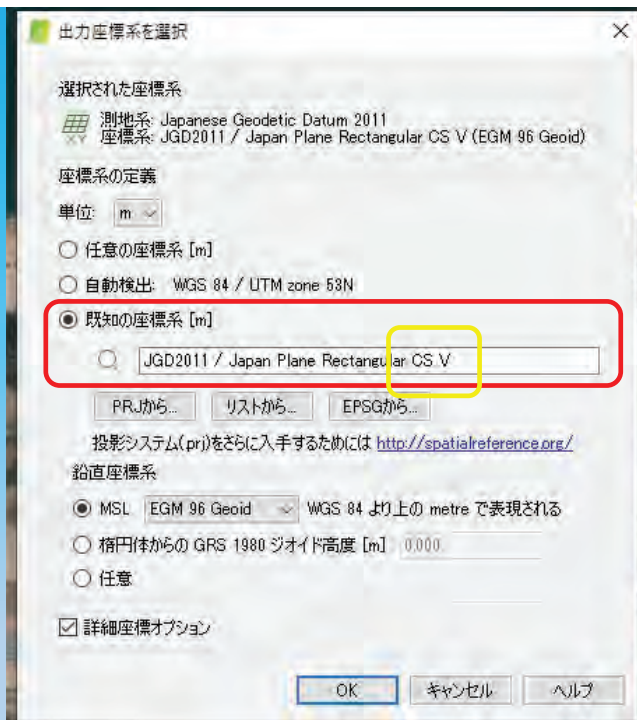 出力座標系を選択
選択された座標系
測地系: Japanese Geodetic Datum 2011
座標系: JGD2011 / Japan Plane Rectangular CS V (EGM 96 Geoid)
座標系の定義
単位: m
任意の座標系 [m]
自動検出: WGS 84 / UTM zone 53N
既知の座標系 [m]
JGD2011 / Japan Plane Rectangular CS V
PRJから... リストから... EPSGから...
投影システム(prj)をさらに入手するためには http://spatialreference.org/
鉛直座標系
MSL EGM 96 Geoid WGS 84 より上の metre で表現される
楕円体からの GRS 1980 ジオイド高度 [m] 0.000
任意
詳細座標オプション
OK キャンセル ヘルプ